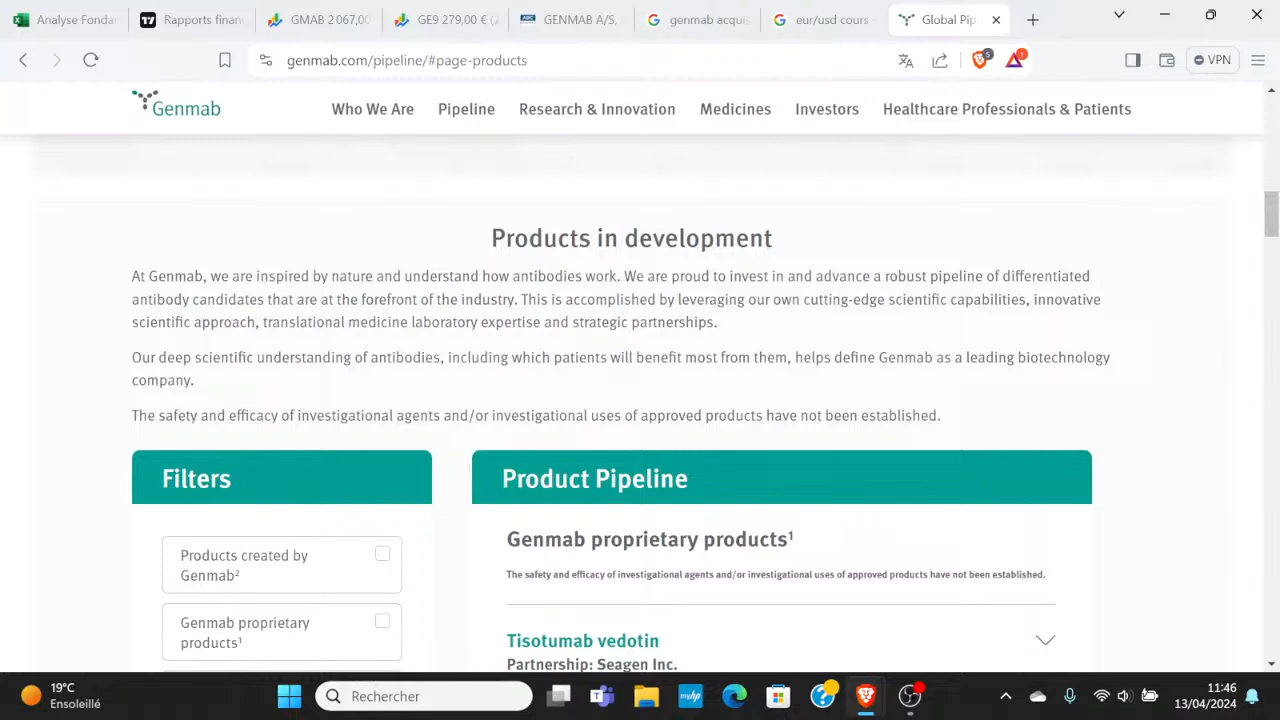 Analyse Fundar
Rapports finan
GMAB 2 067,00
GE9 279,00 € (
GENMAB A/S,
genmab acquis
eur/usd cours
Global Pip
genmab.com/pipeline/#page-products
5
1
VPN
Genmab
Who We Are
Pipeline
Research & Innovation
Medicines
Investors
Healthcare Professionals & Patients
Products in development
At Genmab, we are inspired by nature and understand how antibodies work. We are proud to invest in and advance a robust pipeline of differentiated
antibody candidates that are at the forefront of the industry. This is accomplished by leveraging our own cutting-edge scientific capabilities, innovative
scientific approach, translational medicine laboratory expertise and strategic partnerships.
Our deep scientific understanding of antibodies, including which patients will benefit most from them, helps define Genmab as a leading biotechnology
company.
The safety and efficacy of investigational agents and/or investigational uses of approved products have not been established.
Filters
Products created by
Genmab²
Genmab proprietary
products¹
Product Pipeline
Genmab proprietary products¹
The safety and efficacy of investigational agents and/or investigational uses of approved products have not been established.
Tisotumab vedotin
Partnership: Seagen Inc.
19°C
Ensoleillé
Rechercher
11:46
13/04/2024